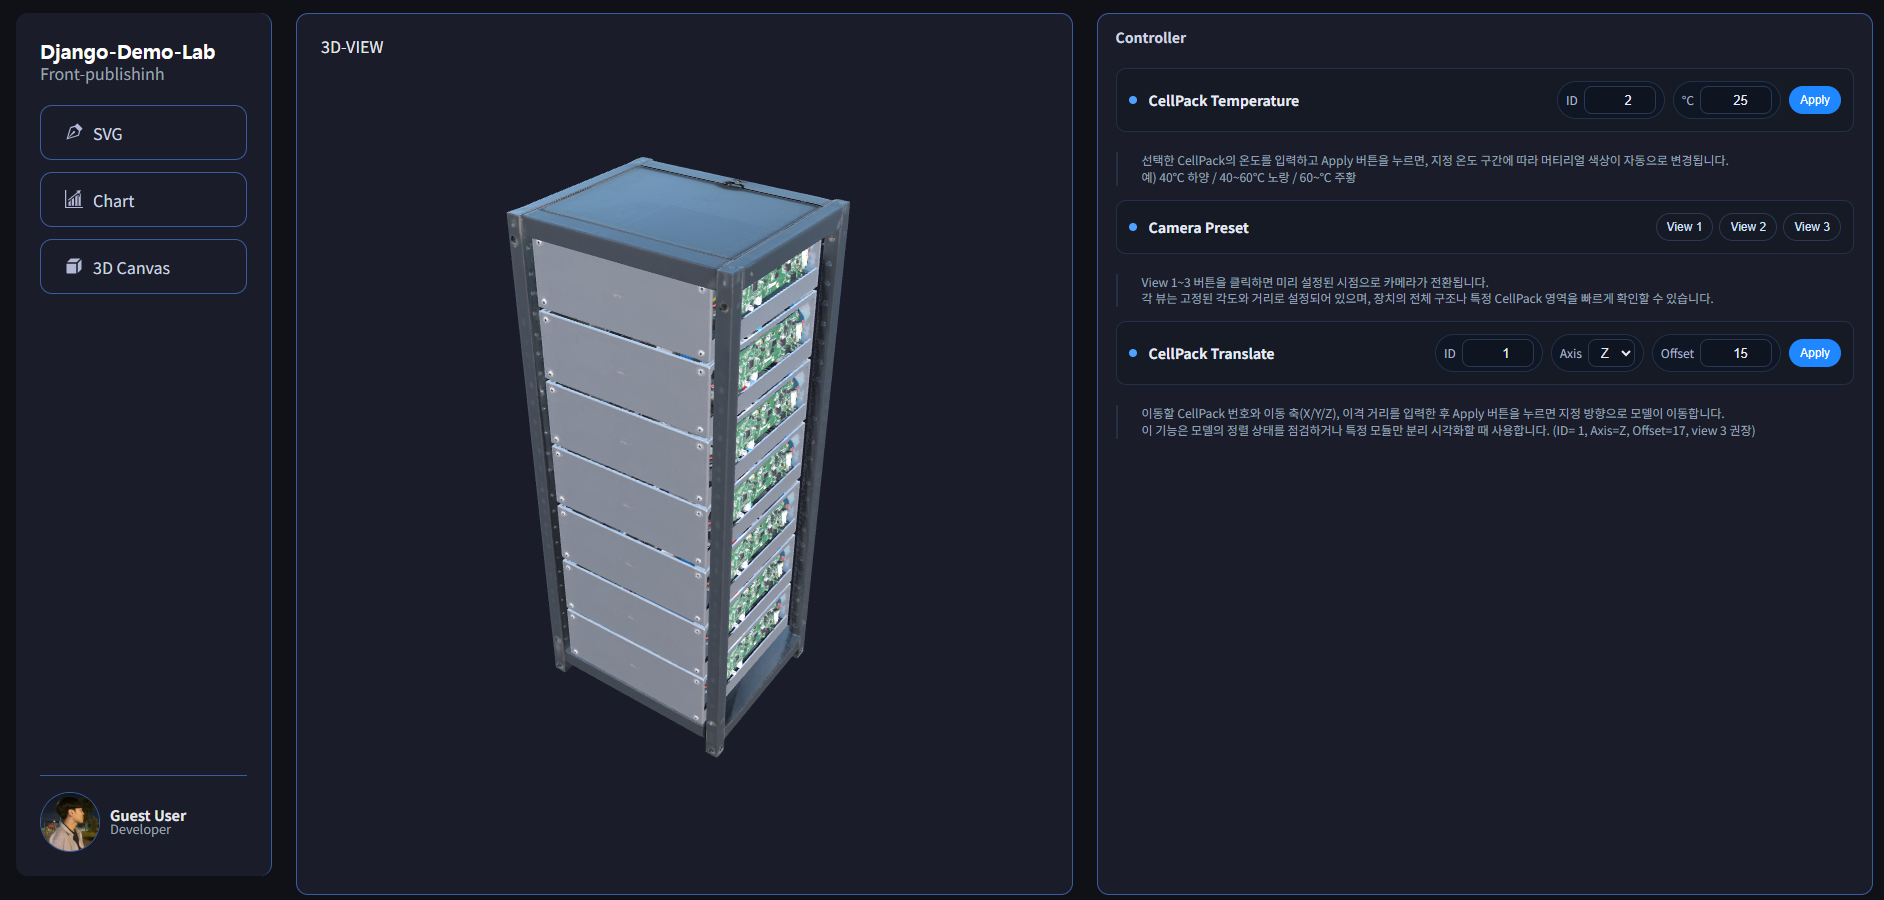 Django-Demo-Lab
Front-publishinh
SVG
Chart
3D Canvas
Guest User
Developer
3D-VIEW
Controller
CellPack Temperature
ID 2
°C 25
Apply
선택한 CellPack의 온도를 입력하고 Apply 버튼을 누르면, 지정 온도 구간에 따라 머티리얼 색상이 자동으로 변경됩니다.
예) 40°C 하양 / 40~60°C 노랑 / 60~°C 주황
Camera Preset
View 1
View 2
View 3
View 1~3 버튼을 클릭하면 미리 설정된 시점으로 카메라가 전환됩니다.
각 뷰는 고정된 각도와 거리로 설정되어 있으며, 장치의 전체 구조나 특정 CellPack 영역을 빠르게 확인할 수 있습니다.
CellPack Translate
ID 1
Axis Z
Offset 15
Apply
이동할 CellPack 번호와 이동 축(X/Y/Z), 이격 거리를 입력한 후 Apply 버튼을 누르면 지정 방향으로 모델이 이동합니다.
이 기능은 모델의 정렬 상태를 점검하거나 특정 모듈만 분리 시각화할 때 사용합니다. (ID= 1, Axis=Z, Offset=17, view 3 권장)